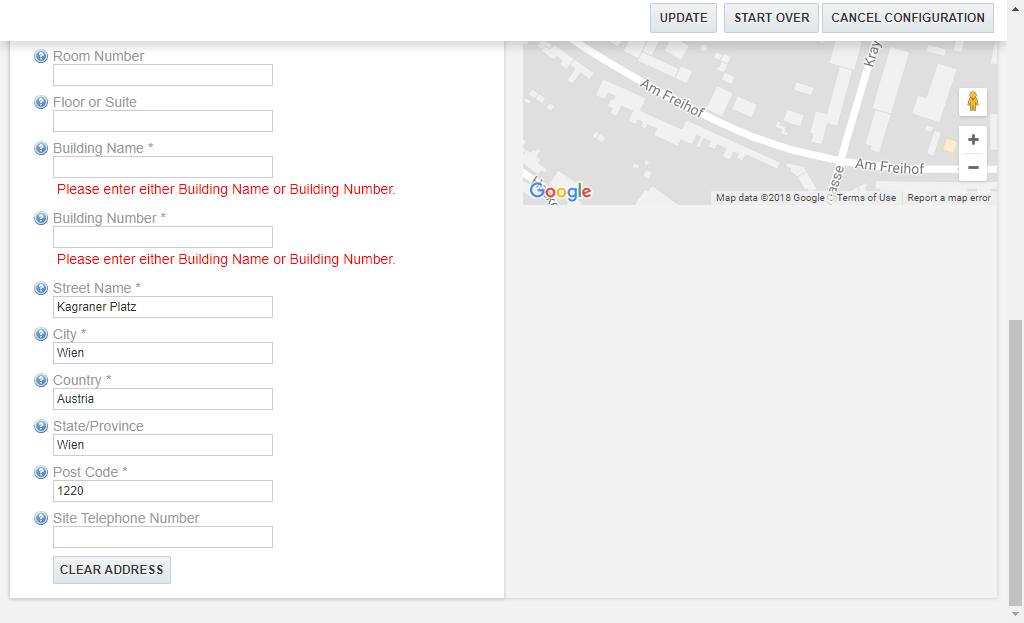 UPDATE START OVER CANCEL CONFIGURATION
Room Number
Floor or Suite
Building Name *
Please enter either Building Name or Building Number.
Building Number *
Please enter either Building Name or Building Number.
Street Name *
Kagraner Platz
City *
Wien
Country *
Austria
State/Province
Wien
Post Code *
1220
Site Telephone Number
CLEAR ADDRESS
Am Freihof
Kray
Am Freihof
asse
Google
Map data ©2018 Google Terms of Use Report a map error